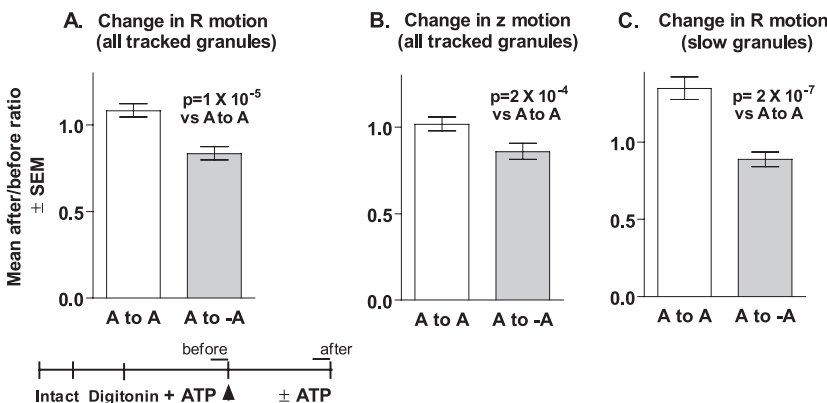 A. Change in R motion
(all tracked granules)
B. Change in z motion
(all tracked granules)
C. Change in R motion
(slow granules)
Mean after/before ratio
± SEM
1.0
0.5
0.0
p=1 X 10-5
vs A to A
A to A A to -A
1.0
0.5
0.0
p=2 X 10-4
vs A to A
A to A A to -A
1.0
0.5
0.0
p= 2 X 10-7
vs A to A
A to A A to -A
before after
Intact Digitonin + ATP ± ATP